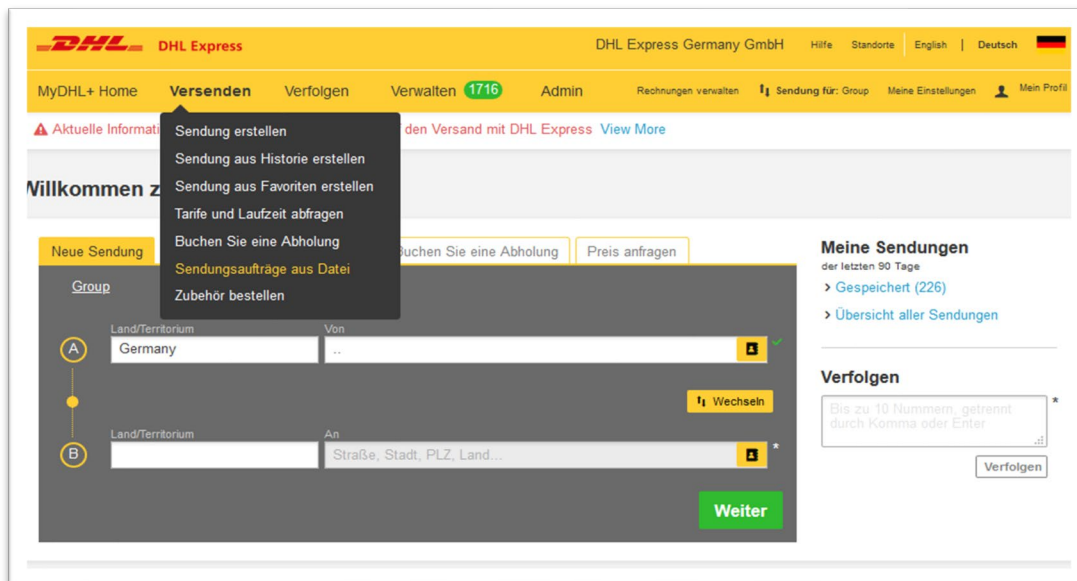 DHL DHL Express DHL Express Germany GmbH Hilfe Standorte English | Deutsch
MyDHL+ Home Versenden Verfolgen Verwalten 1716 Admin Rechnungen verwalten Sendung für: Group Meine Einstellungen Mein Profil
Aktuelle den Versand mit DHL Express View More
Sendung erstellen
Sendung aus Historie erstellen
Sendung aus Favoriten erstellen
Tarife und Laufzeit abfragen
Buchen Sie eine Abholung
Sendungsaufträge aus Datei
Zubehör bestellen
Willkommen z
Neue Sendung Buchen Sie eine Abholung Preis anfragen
Group
Land/Territorium Von
A Germany ..
Wechseln
Land/Territorium An
B Straße, Stadt, PLZ, Land... *
Weiter
Meine Sendungen
der letzten 90 Tage
Gespeichert (226)
Übersicht aller Sendungen
Verfolgen
Bis zu 10 Nummern, getrennt *
durch Komma oder Enter
Verfolgen